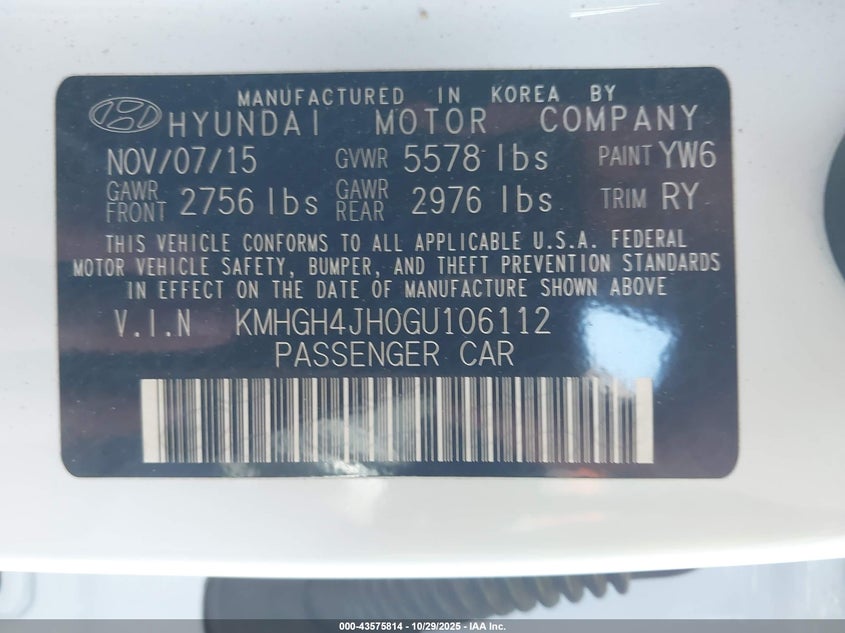 MANUFACTURED IN KOREA BY
HYUNDAI MOTOR COMPANY
NOV/07/15 GVWR 5578 lbs PAINT YW6
GAWR FRONT 2756 lbs GAWR REAR 2976 lbs TRIM RY
THIS VEHICLE CONFORMS TO ALL APPLICABLE U.S.A. FEDERAL
MOTOR VEHICLE SAFETY, BUMPER, AND THEFT PREVENTION STANDARDS
IN EFFECT ON THE DATE OF MANUFACTURE SHOWN ABOVE
V.I.N KMHGH4JH0GU106112
PASSENGER CAR
000-43575814 - 10/29/2025 - IAA Inc.